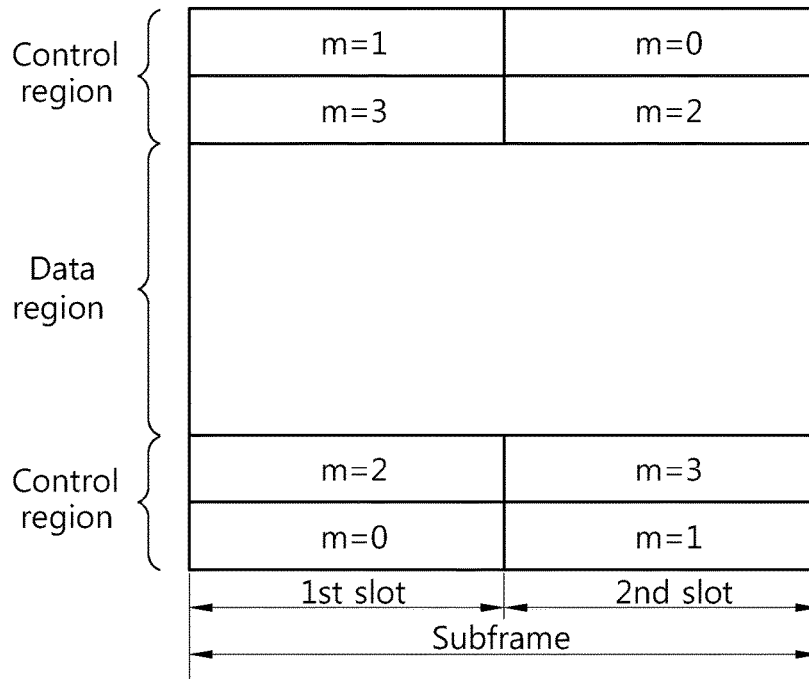 Control
region
m=1
m=0
m=3
m=2
Data
region
Control
region
m=2
m=3
m=0
m=1
1st slot
2nd slot
Subframe